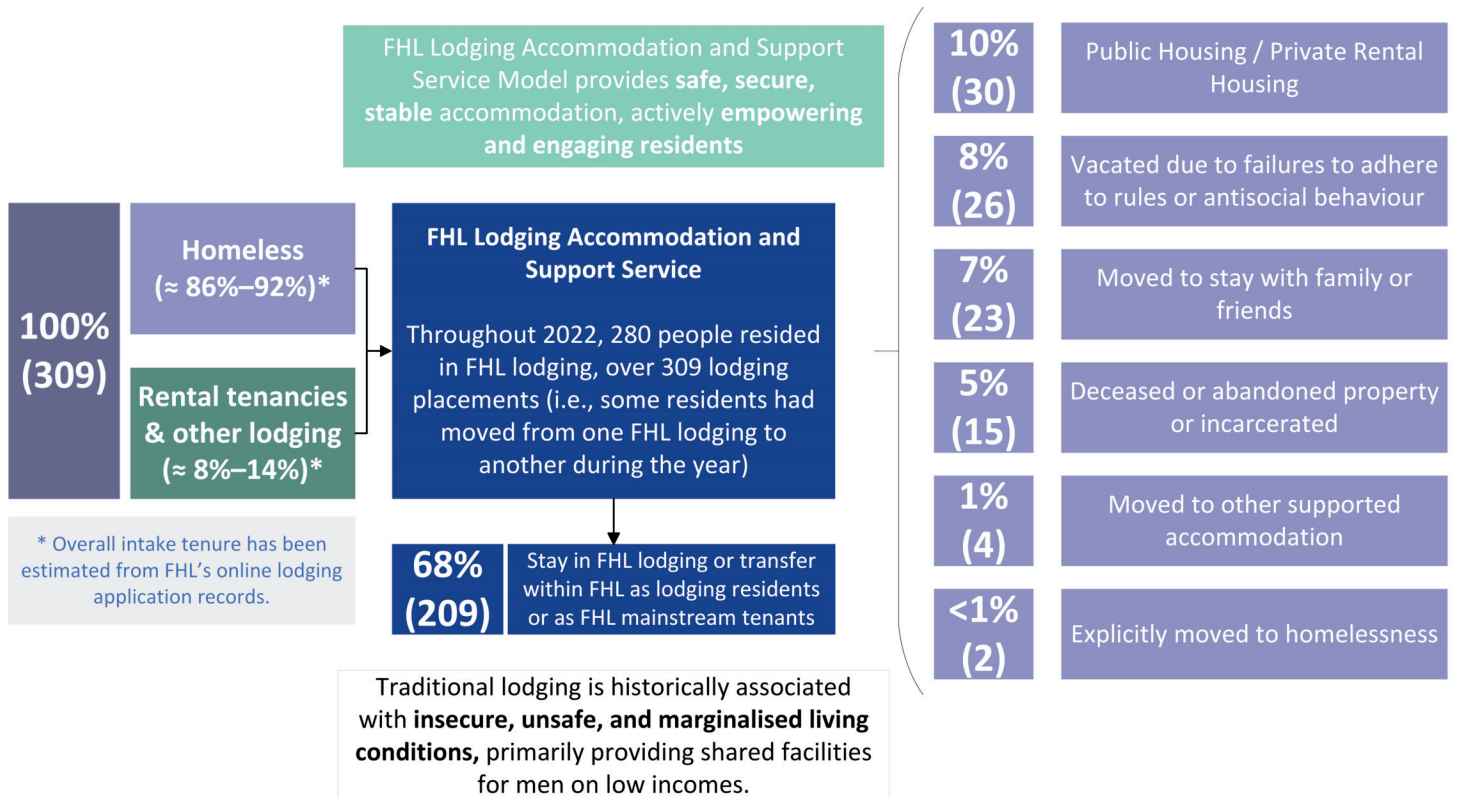 FHL Lodging Accommodation and Support
Service Model provides safe, secure,
stable accommodation, actively empowering
and engaging residents
100%
(309)
Homeless
(≈ 86%–92%)*
Rental tenancies
& other lodging
(≈ 8%–14%)*
* Overall intake tenure has been
estimated from FHL’s online lodging
application records.
FHL Lodging Accommodation and
Support Service
Throughout 2022, 280 people resided
in FHL lodging, over 309 lodging
placements (i.e., some residents had
moved from one FHL lodging to
another during the year)
68%
(209)
Stay in FHL lodging or transfer
within FHL as lodging residents
or as FHL mainstream tenants
Traditional lodging is historically associated
with insecure, unsafe, and marginalised living
conditions, primarily providing shared facilities
for men on low incomes.
10%
(30)
Public Housing / Private Rental
Housing
8%
(26)
Vacated due to failures to adhere
to rules or antisocial behaviour
7%
(23)
Moved to stay with family or
friends
5%
(15)
Deceased or abandoned property
or incarcerated
1%
(4)
Moved to other supported
accommodation
<1%
(2)
Explicitly moved to homelessness